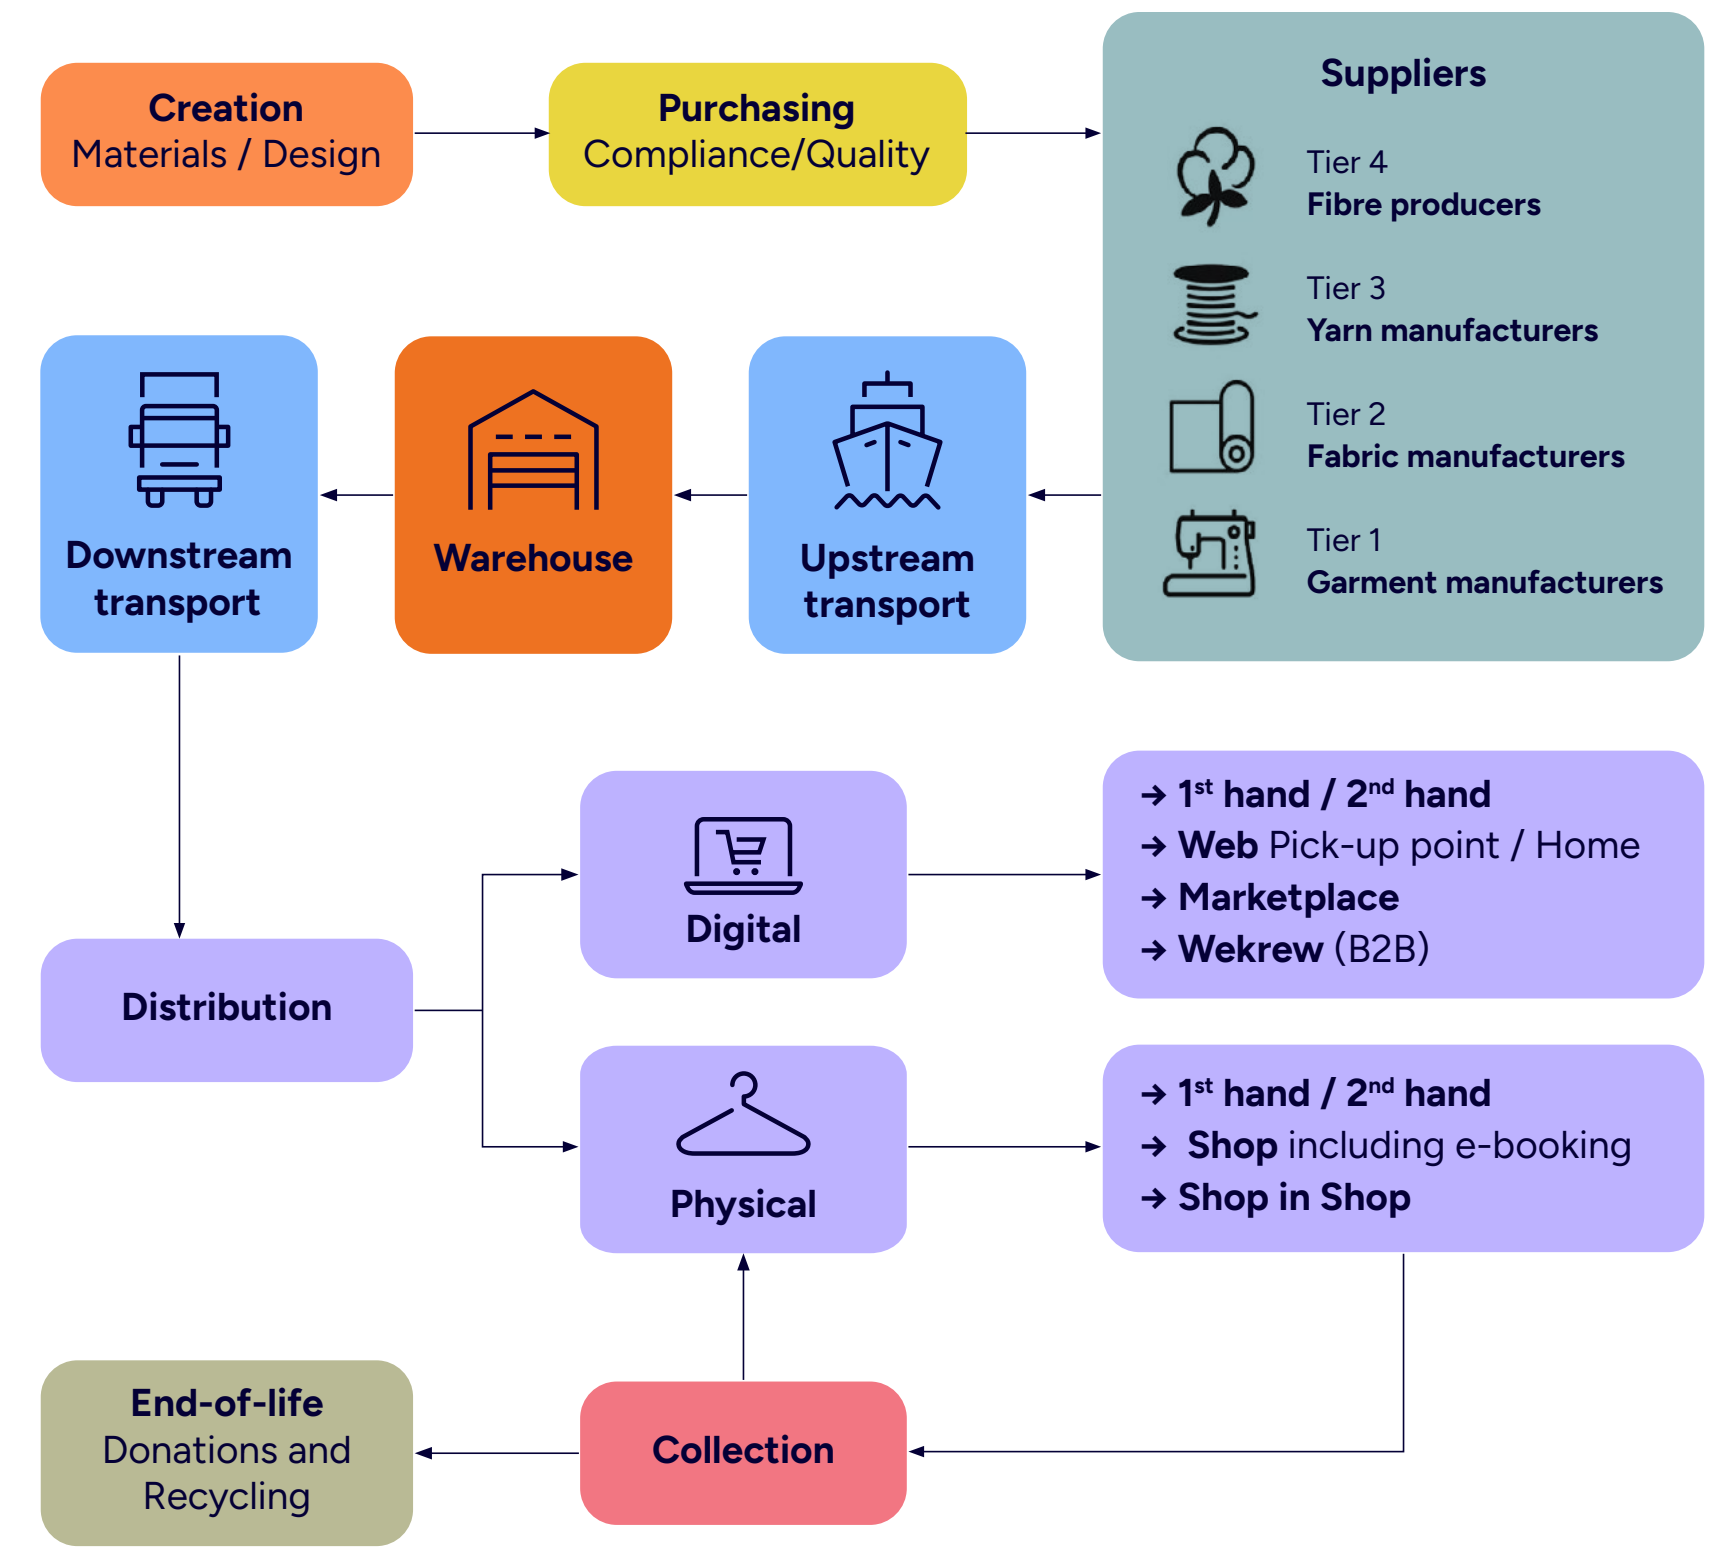 Creation
Materials / Design
Purchasing
Compliance/Quality
Suppliers
Tier 4
Fibre producers
Tier 3
Yarn manufacturers
Tier 2
Fabric manufacturers
Tier 1
Garment manufacturers
Upstream
transport
Warehouse
Downstream
transport
Distribution
Digital
→ 1st hand / 2nd hand
→ Web Pick-up point / Home
→ Marketplace
→ Wekrew (B2B)
Physical
→ 1st hand / 2nd hand
→ Shop including e-booking
→ Shop in Shop
Collection
End-of-life
Donations and
Recycling